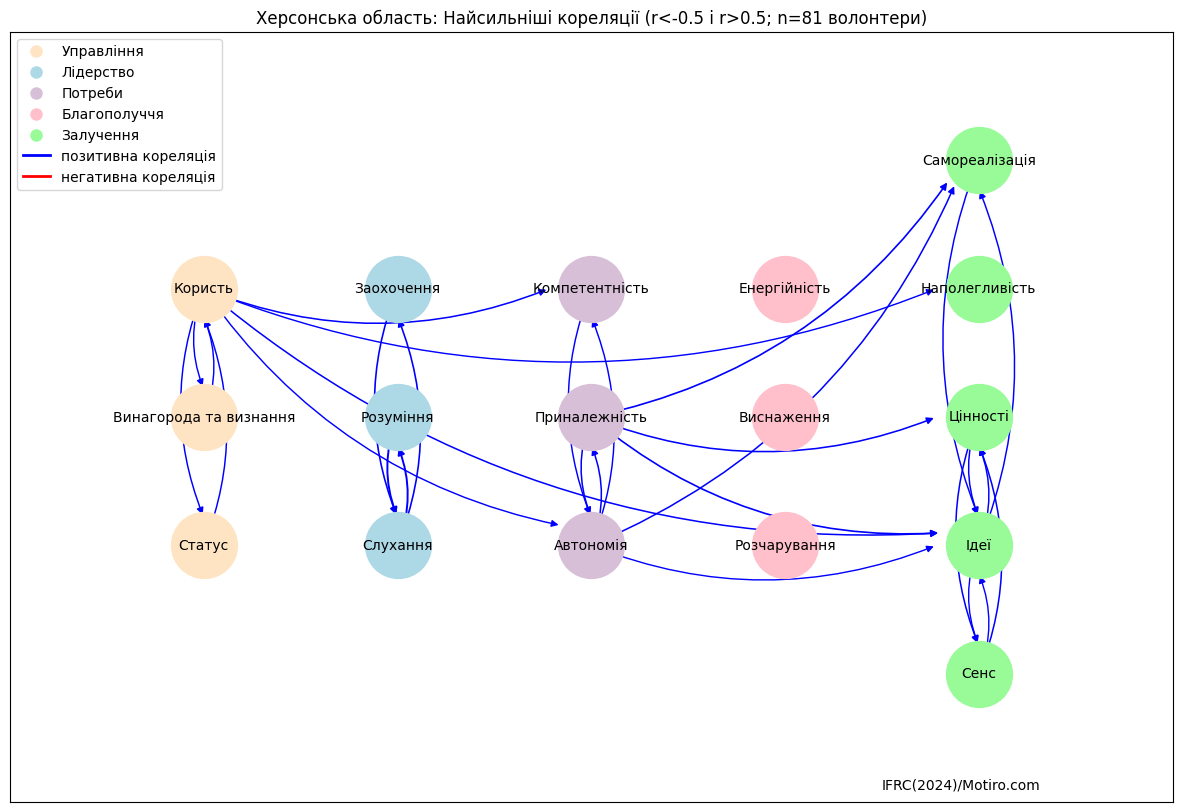 Херсонська область: Найсильніші кореляції (r<-0.5 і r>0.5; n=81 волонтери)
Управління
Лідерство
Потреби
Благополуччя
Залучення
позитивна кореляція
негативна кореляція
Самореалізація
Користь
Заохочення
Компетентність
Енергійність
Наполегливість
Винагорода та визнання
Розуміння
Приналежність
Виснаження
Цінності
Статус
Слухання
Автономія
Розчарування
Ідеї
Сенс
IFRC(2024)/Motiro.com